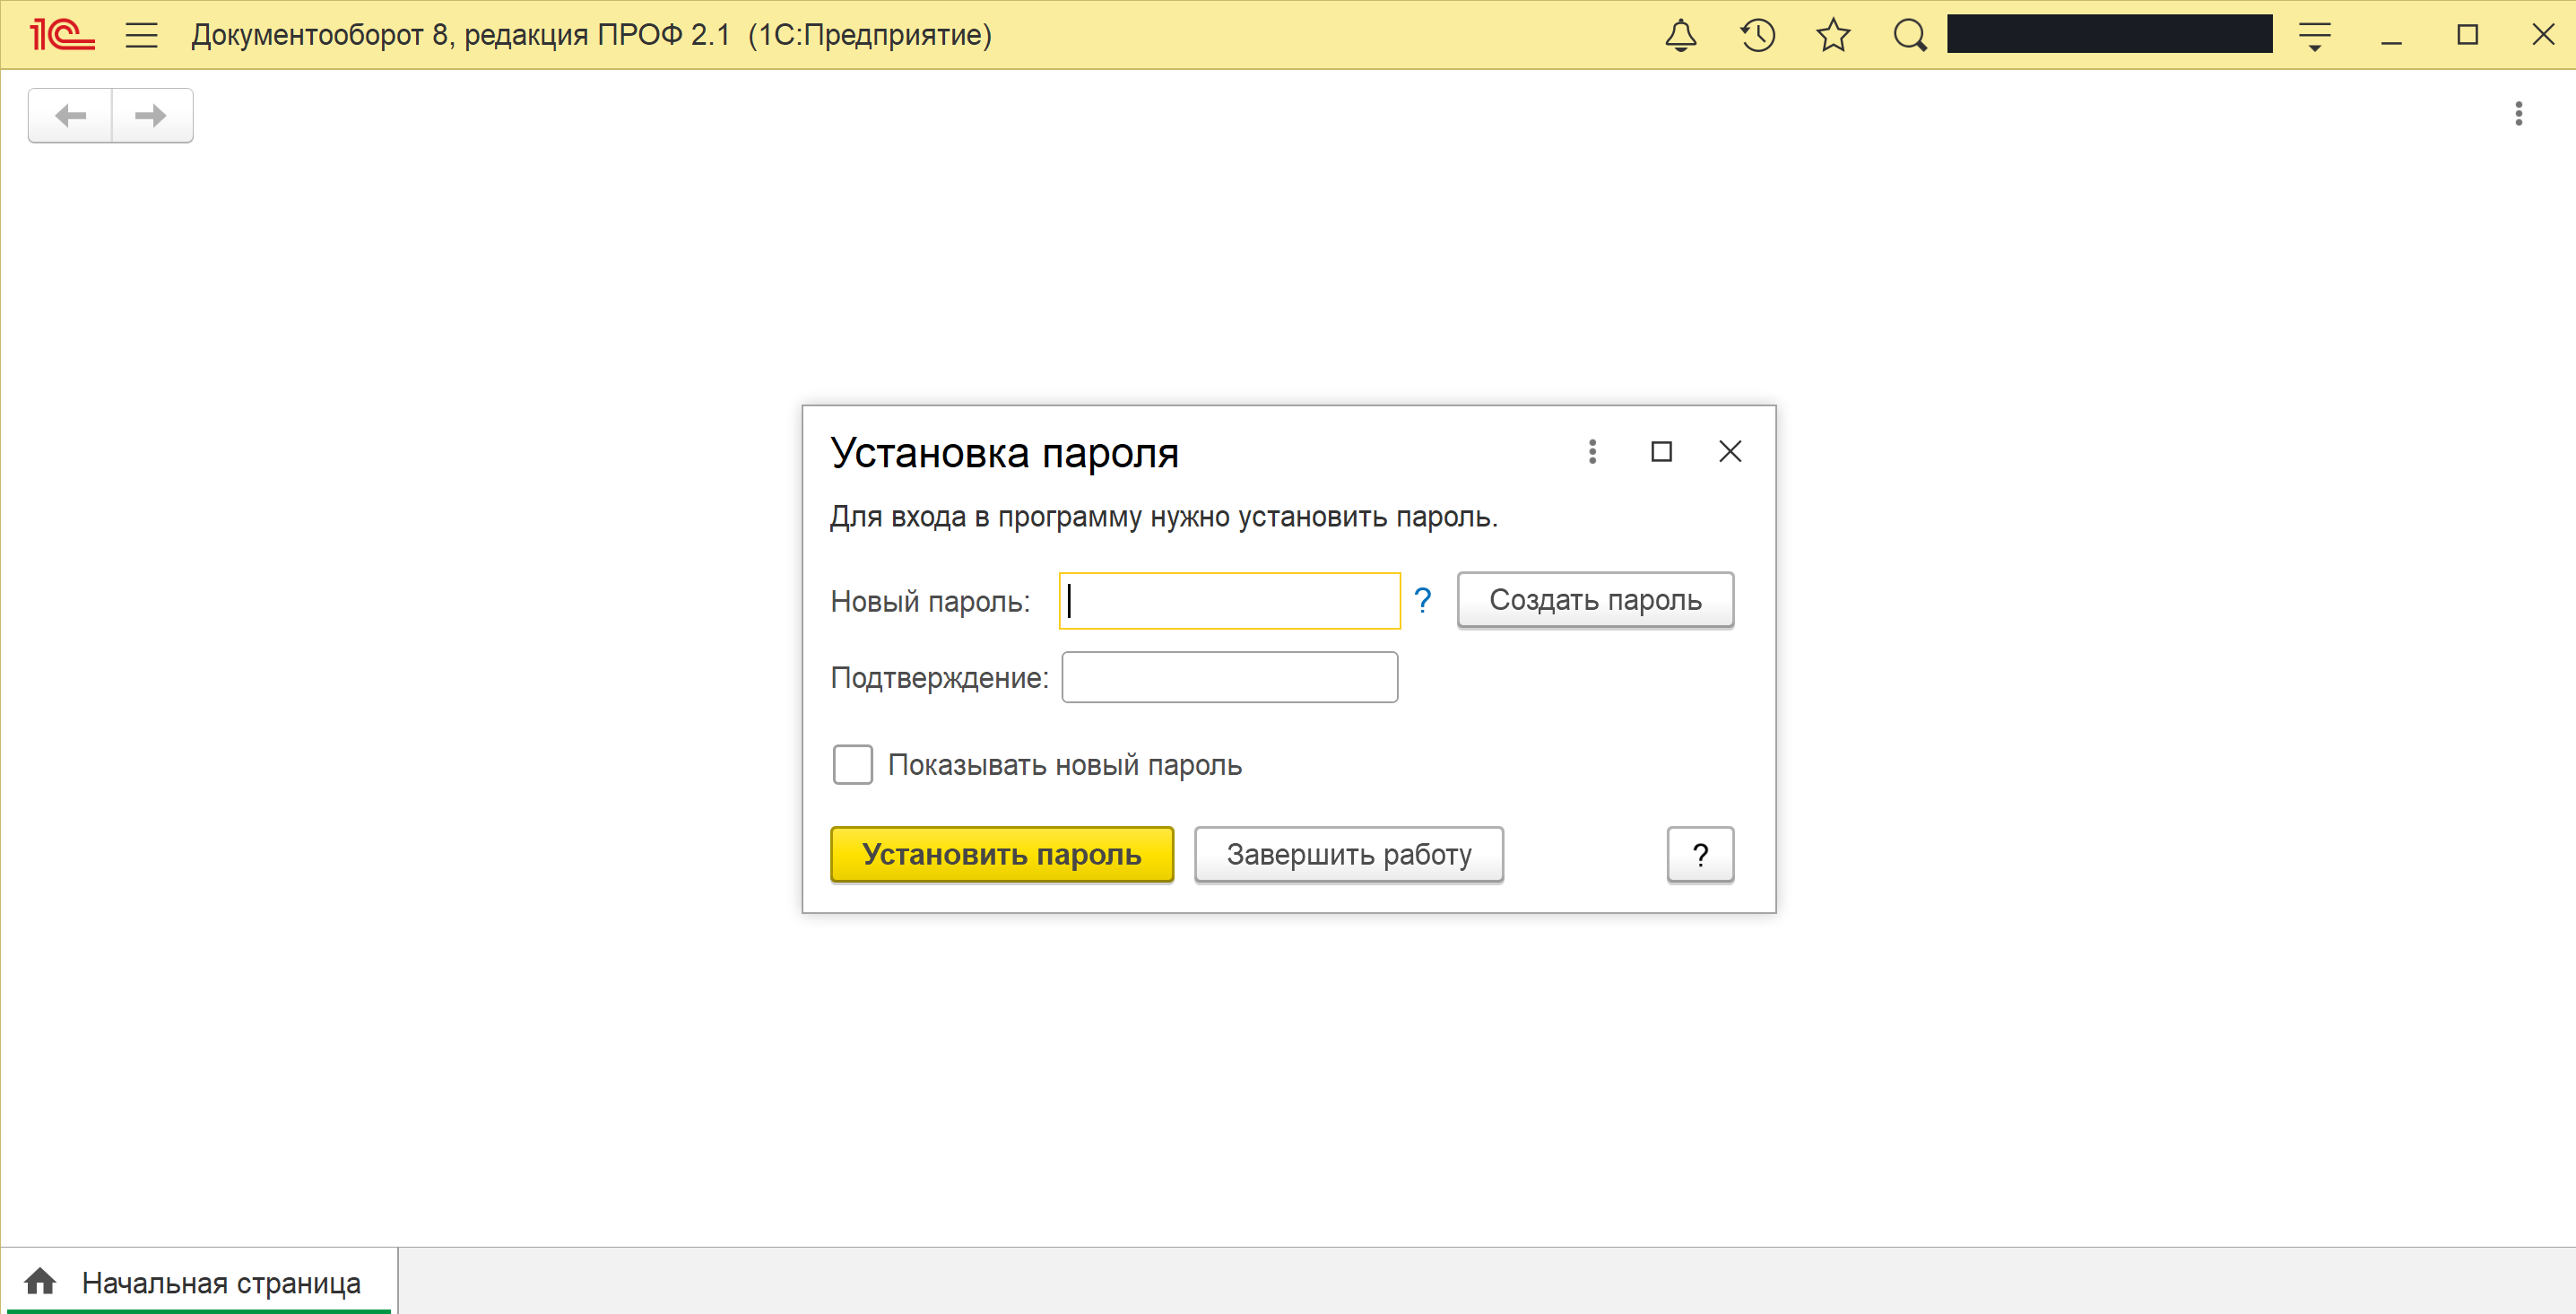 1С Документооборот 8, редакция ПРОФ 2.1 (1С:Предприятие)
Установка пароля
Для входа в программу нужно установить пароль.
Новый пароль: ? Создать пароль
Подтверждение:
Показывать новый пароль
Установить пароль Завершить работу ?
Начальная страница